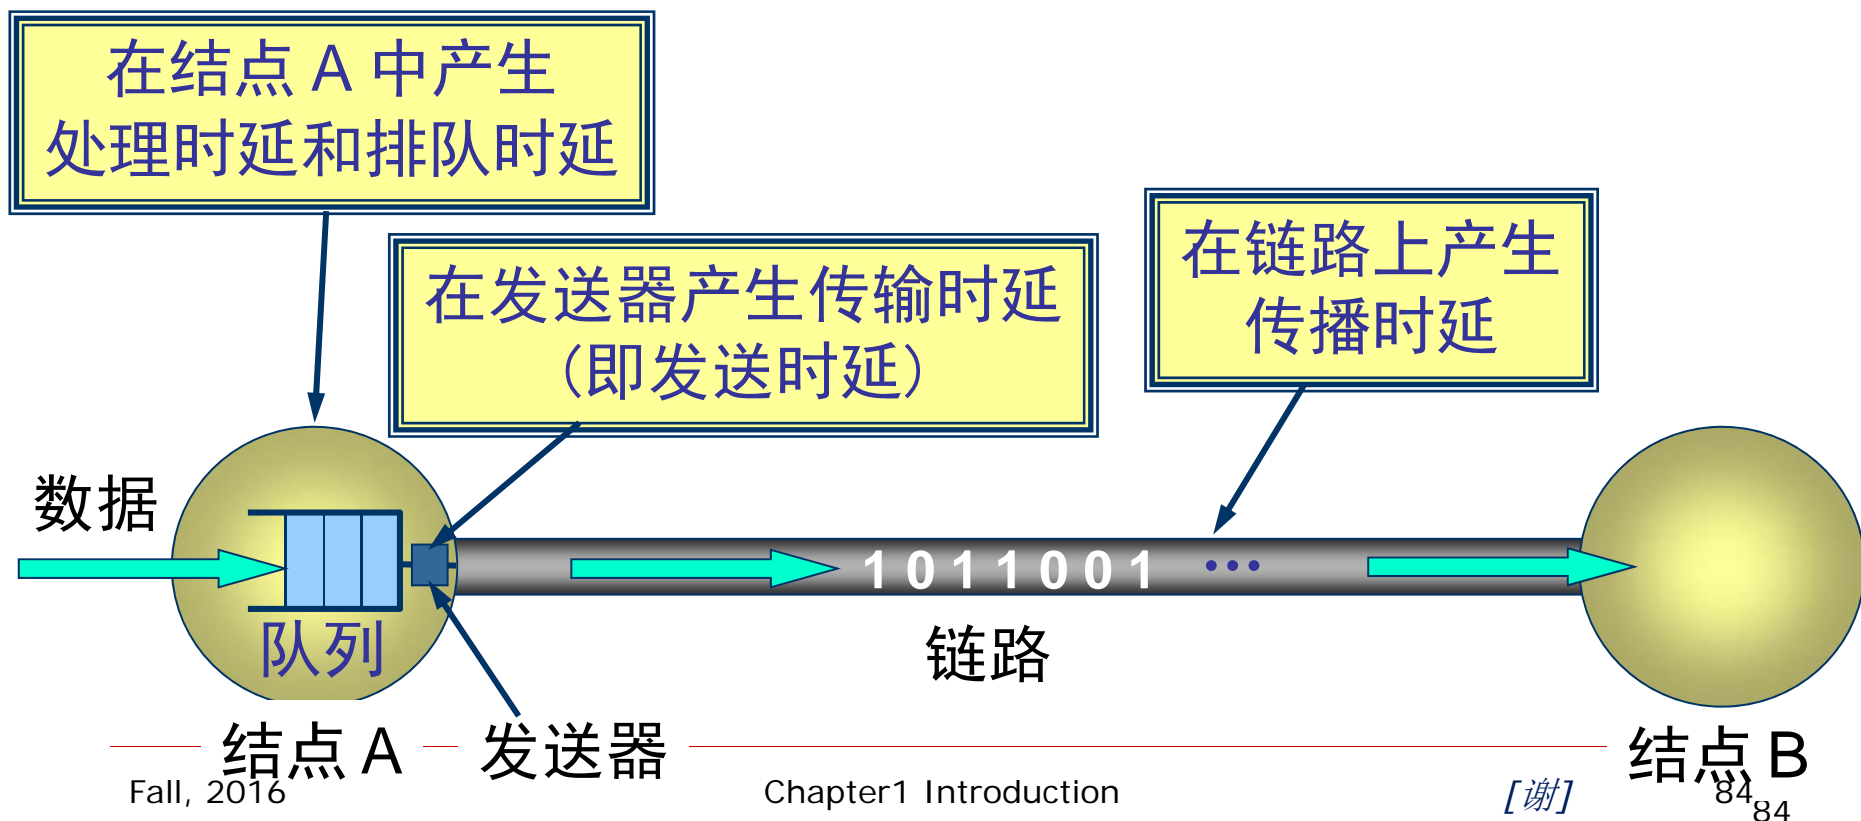 在结点 A 中产生
处理时延和排队时延
在发送器产生传输时延
(即发送时延)
在链路上产生
传播时延
数据
1 0 1 1 0 0 1 …
队列
链路
结点 A
发送器
结点 B
Fall, 2016
Chapter1 Introduction
[谢]
84
84